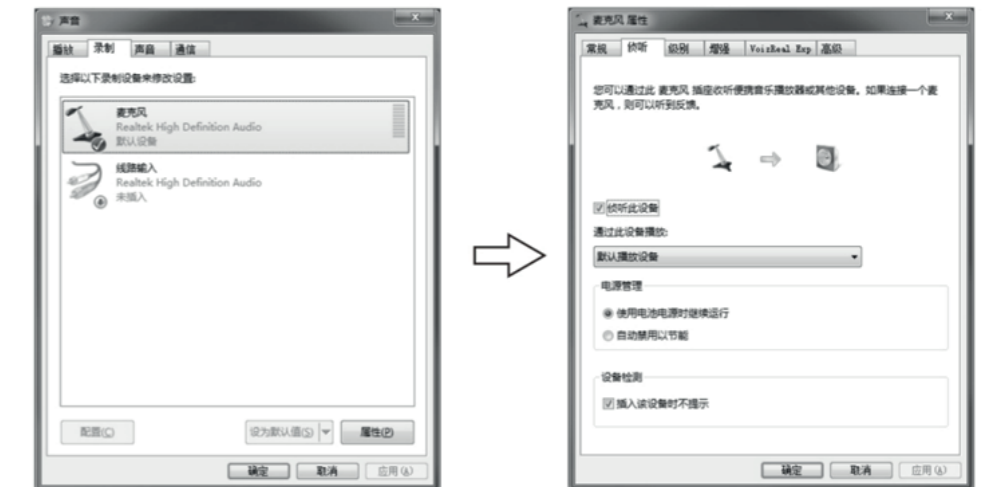 声音
播放 录制 声音 通信
选择以下录制设备来修改设置:
麦克风
Realtek High Definition Audio
默认设备
线路输入
Realtek High Definition Audio
未插入
配置(C)
设为默认值(S)
属性(P)
确定
取消
应用(A)
麦克风 属性
常规 侦听 级别 增强 VoizReal Exp 高级
您可以通过此 麦克风 插座收听便携音乐播放器或其他设备。如果连接一个麦
克风，则可以听到反馈。
侦听此设备
通过此设备播放:
默认播放设备
电源管理
使用电池电源时继续运行
自动禁用以节能
设备检测
插入该设备时不提示
确定
取消
应用(A)